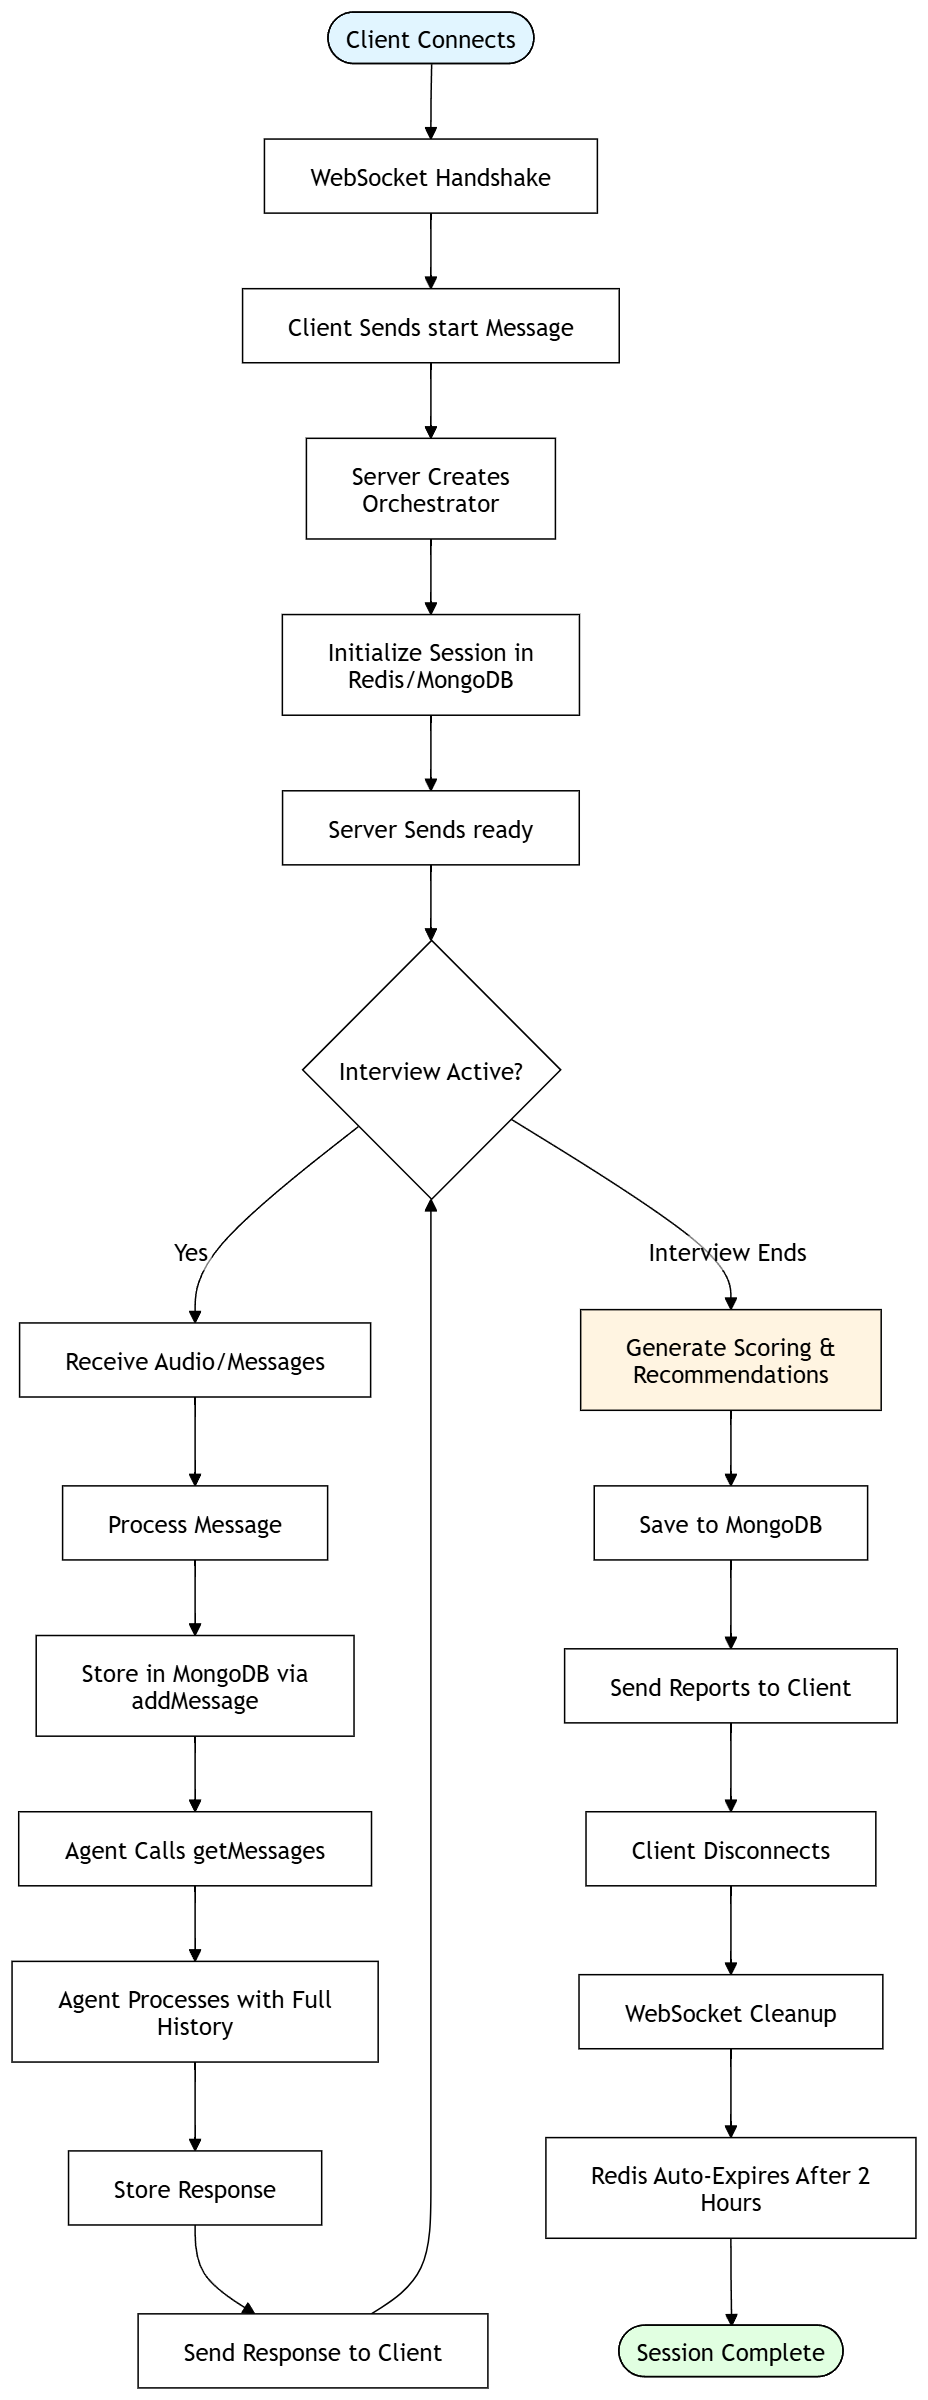 Client Connects
WebSocket Handshake
Client Sends start Message
Server Creates
Orchestrator
Initialize Session in
Redis/MongoDB
Server Sends ready
Interview Active?
Yes
Receive Audio/Messages
Process Message
Store in MongoDB via
addMessage
Agent Calls getMessages
Agent Processes with Full
History
Store Response
Send Response to Client
Interview Ends
Generate Scoring &
Recommendations
Save to MongoDB
Send Reports to Client
Client Disconnects
WebSocket Cleanup
Redis Auto-Expires After 2
Hours
Session Complete